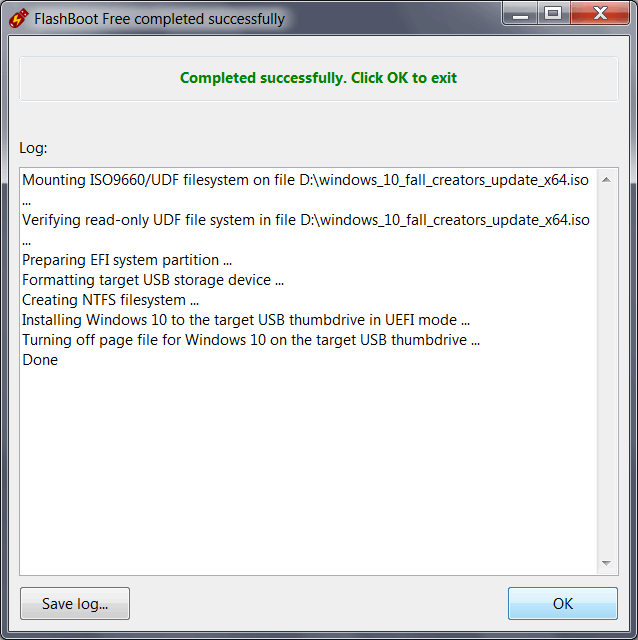 FlashBoot Free completed successfully
Completed successfully. Click OK to exit
Log:
Mounting ISO9660/UDF filesystem on file D:\windows_10_fall_creators_update_x64.iso
...
Verifying read-only UDF file system in file D:\windows_10_fall_creators_update_x64.iso
...
Preparing EFI system partition ...
Formatting target USB storage device ...
Creating NTFS filesystem ...
Installing Windows 10 to the target USB thumbdrive in UEFI mode ...
Turning off page file for Windows 10 on the target USB thumbdrive ...
Done
Save log...
OK